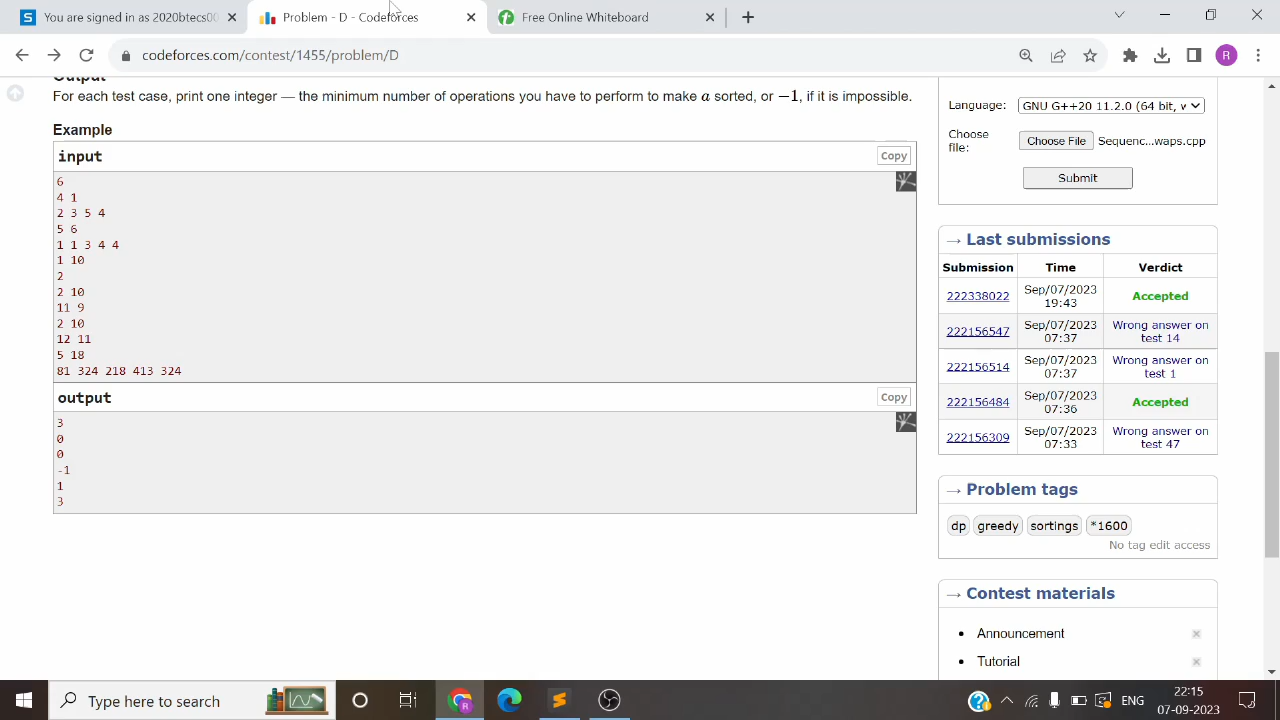 You are signed in as 2020btecs00
Problem - D - Codeforces
Free Online Whiteboard
codeforces.com/contest/1455/problem/D
R
Output
For each test case, print one integer — the minimum number of operations you have to perform to make a sorted, or −1, if it is impossible.
Example
input
Copy
6
4 1
2 3 5 4
5 6
1 1 3 4 4
1 10
2
2 10
11 9
2 10
12 11
5 18
81 324 218 413 324
output
Copy
3
0
0
-1
1
3
Language:
GNU G++20 11.2.0 (64 bit, w
Choose file:
Choose File
Sequenc...waps.cpp
Submit
→ Last submissions
Submission Time Verdict
222338022 Sep/07/2023 19:43 Accepted
222156547 Sep/07/2023 07:37 Wrong answer on test 14
222156514 Sep/07/2023 07:37 Wrong answer on test 1
222156484 Sep/07/2023 07:36 Accepted
222156309 Sep/07/2023 07:33 Wrong answer on test 47
→ Problem tags
dp greedy sortings *1600
No tag edit access
→ Contest materials
Announcement
Tutorial
Type here to search
ENG
22:15
07-09-2023